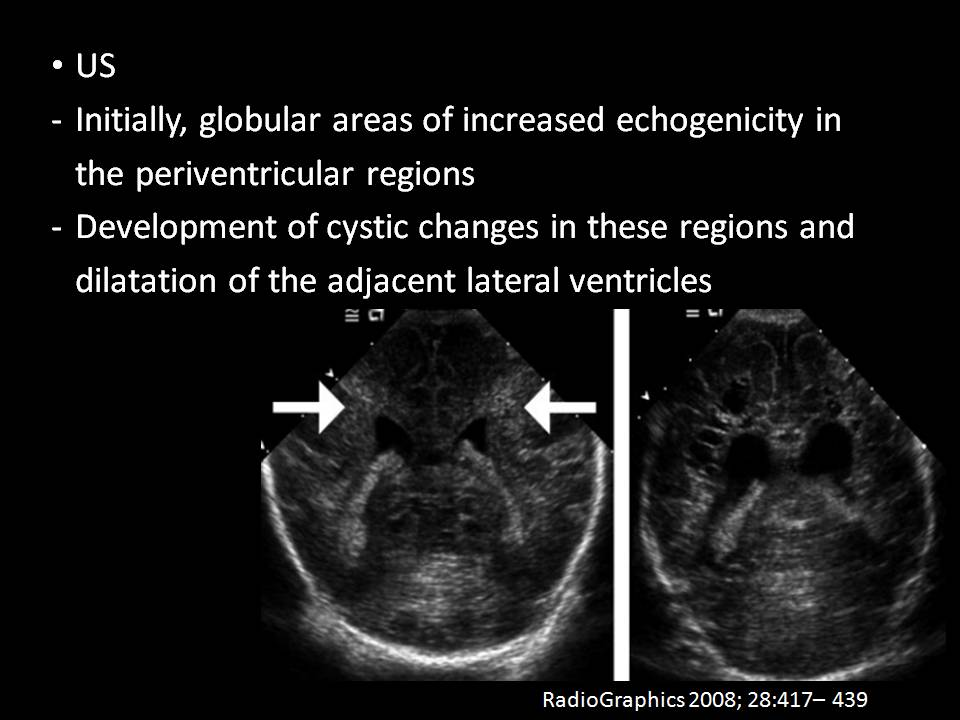 • US
- Initially, globular areas of increased echogenicity in
the periventricular regions
- Development of cystic changes in these regions and
dilatation of the adjacent lateral ventricles
RadioGraphics 2008; 28:417– 439